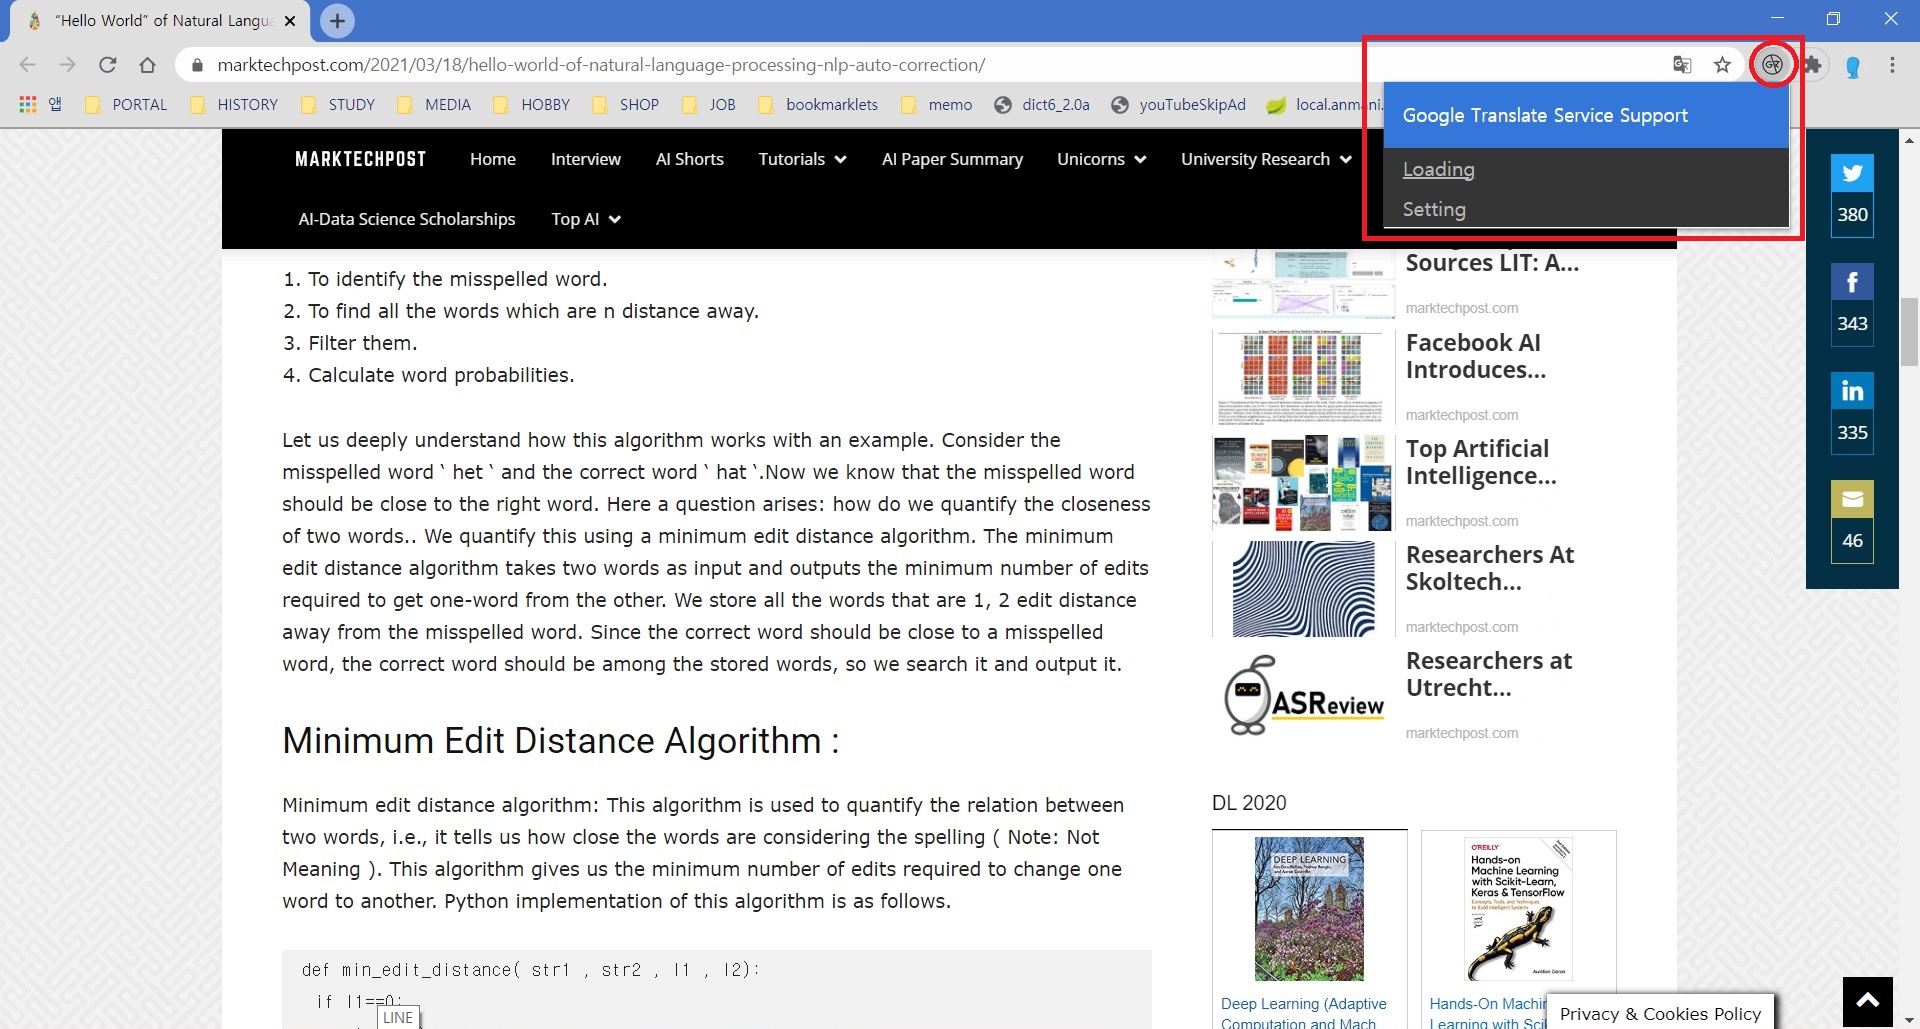 "Hello World" of Natural Langu
marktechpost.com/2021/03/18/hello-world-of-natural-language-processing-nlp-auto-correction/
앱 PORTAL HISTORY STUDY MEDIA HOBBY SHOP JOB bookmarklets memo dict6_2.0a youTubeSkipAd local.anmani.
Google Translate Service Support
Loading
Setting
MARKTECHPOST Home Interview AI Shorts Tutorials AI Paper Summary Unicorns University Research
AI-Data Science Scholarships Top AI
1. To identify the misspelled word.
2. To find all the words which are n distance away.
3. Filter them.
4. Calculate word probabilities.
Let us deeply understand how this algorithm works with an example. Consider the
misspelled word ‘ het ‘ and the correct word ‘ hat ‘.Now we know that the misspelled word
should be close to the right word. Here a question arises: how do we quantify the closeness
of two words.. We quantify this using a minimum edit distance algorithm. The minimum
edit distance algorithm takes two words as input and outputs the minimum number of edits
required to get one-word from the other. We store all the words that are 1, 2 edit distance
away from the misspelled word. Since the correct word should be close to a misspelled
word, the correct word should be among the stored words, so we search it and output it.
Minimum Edit Distance Algorithm :
Minimum edit distance algorithm: This algorithm is used to quantify the relation between
two words, i.e., it tells us how close the words are considering the spelling ( Note: Not
Meaning ). This algorithm gives us the minimum number of edits required to change one
word to another. Python implementation of this algorithm is as follows.
def min_edit_distance( str1 , str2 , l1 , l2):
if l1==0:
LINE
Sources LIT: A...
marktechpost.com
Facebook AI
Introduces...
marktechpost.com
Top Artificial
Intelligence...
marktechpost.com
Researchers At
Skoltech...
marktechpost.com
ASReview
Researchers at
Utrecht...
marktechpost.com
DL 2020
DEEP LEARNING
Deep Learning (Adaptive
Computation and Mach
O'REILLY
Hands-on
Machine Learning
with Scikit-Learn,
Keras & TensorFlow
Concepts, Tools, and Techniques
to Build Intelligent Systems
Aurélien Géron
Hands-On Machin
Learning with Sci
Privacy & Cookies Policy
380
343
in
335
46